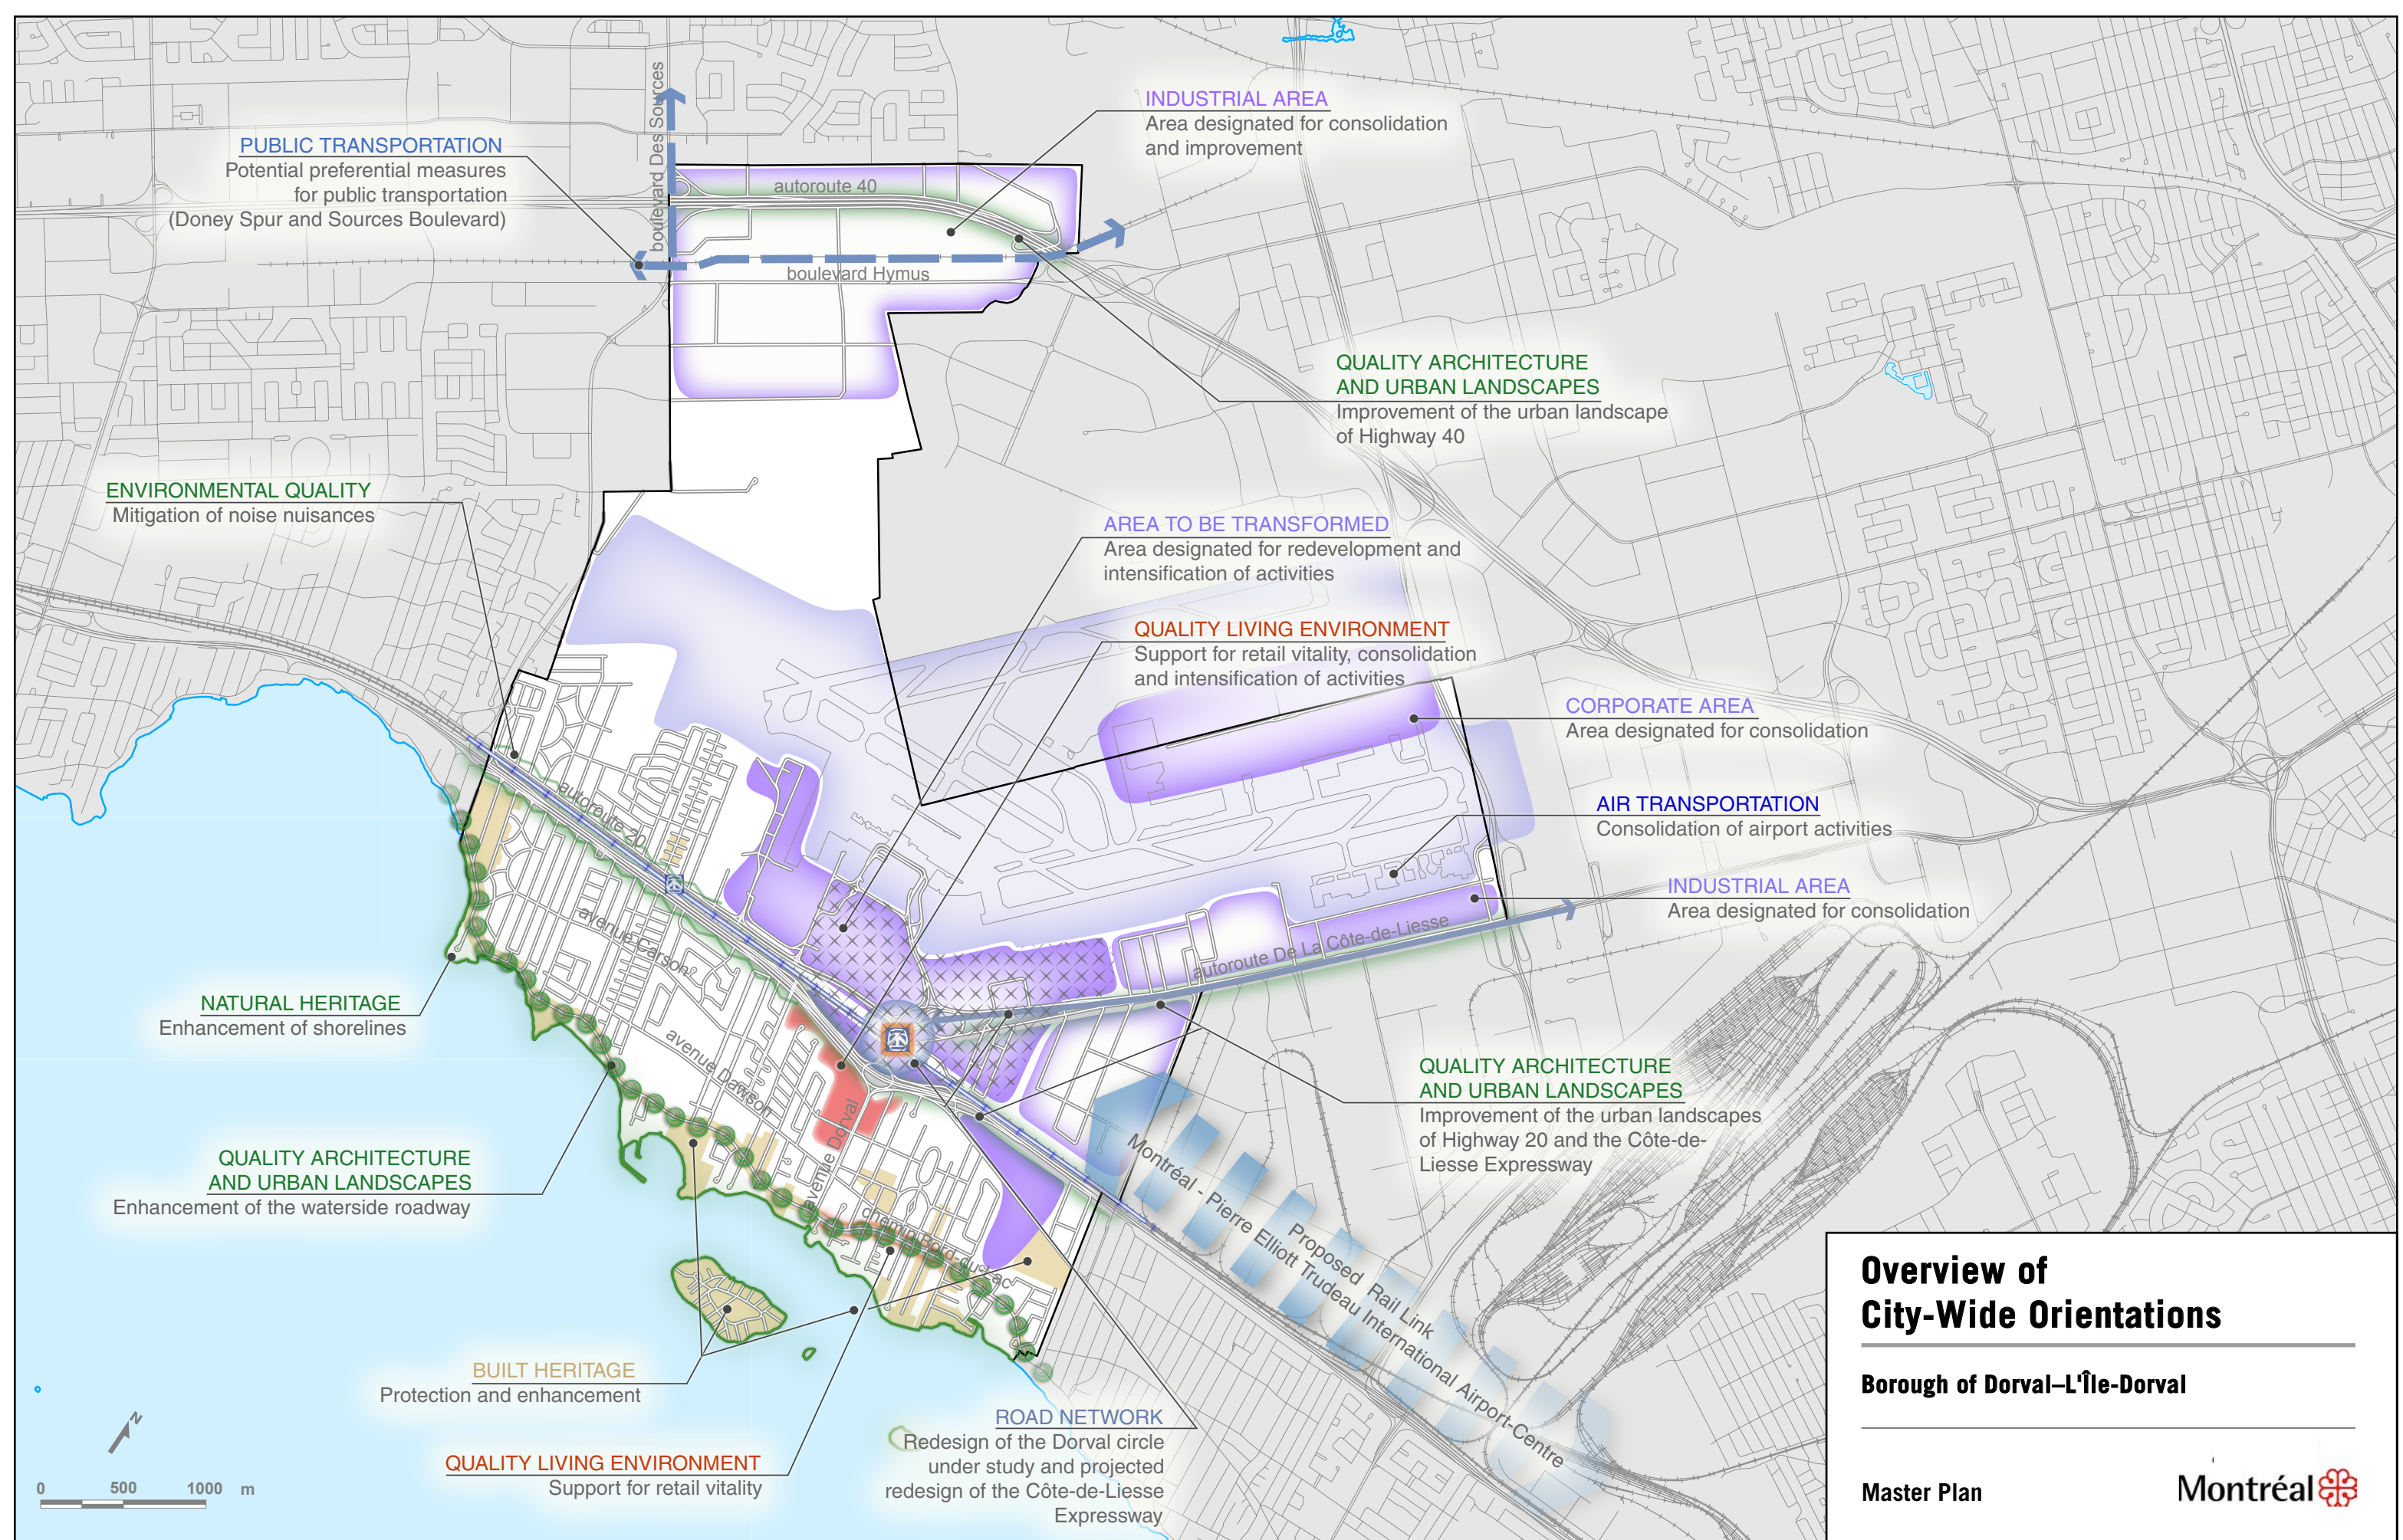 boulevard Des Sources
INDUSTRIAL AREA
Area designated for consolidation
and improvement
PUBLIC TRANSPORTATION
Potential preferential measures
for public transportation
(Doney Spur and Sources Boulevard)
autoroute 40
boulevard Hymus
QUALITY ARCHITECTURE
AND URBAN LANDSCAPES
Improvement of the urban landscape
of Highway 40
ENVIRONMENTAL QUALITY
Mitigation of noise nuisances
AREA TO BE TRANSFORMED
Area designated for redevelopment and
intensification of activities
QUALITY LIVING ENVIRONMENT
Support for retail vitality, consolidation
and intensification of activities
CORPORATE AREA
Area designated for consolidation
AIR TRANSPORTATION
Consolidation of airport activities
INDUSTRIAL AREA
Area designated for consolidation
autoroute 20
avenue Carson
autoroute De La Côte-de-Liesse
NATURAL HERITAGE
Enhancement of shorelines
avenue Dawson
avenue Dorval
QUALITY ARCHITECTURE
AND URBAN LANDSCAPES
Improvement of the urban landscapes
of Highway 20 and the Côte-de-
Liesse Expressway
QUALITY ARCHITECTURE
AND URBAN LANDSCAPES
Enhancement of the waterside roadway
chemin Bord-du-Lac
Proposed Rail Link
Montréal - Pierre Elliott Trudeau International Airport-Centre
BUILT HERITAGE
Protection and enhancement
QUALITY LIVING ENVIRONMENT
Support for retail vitality
ROAD NETWORK
Redesign of the Dorval circle
under study and projected
redesign of the Côte-de-Liesse
Expressway
N
0 500 1000 m
Overview of
City-Wide Orientations
Borough of Dorval–L'Île-Dorval
Master Plan
Montréal